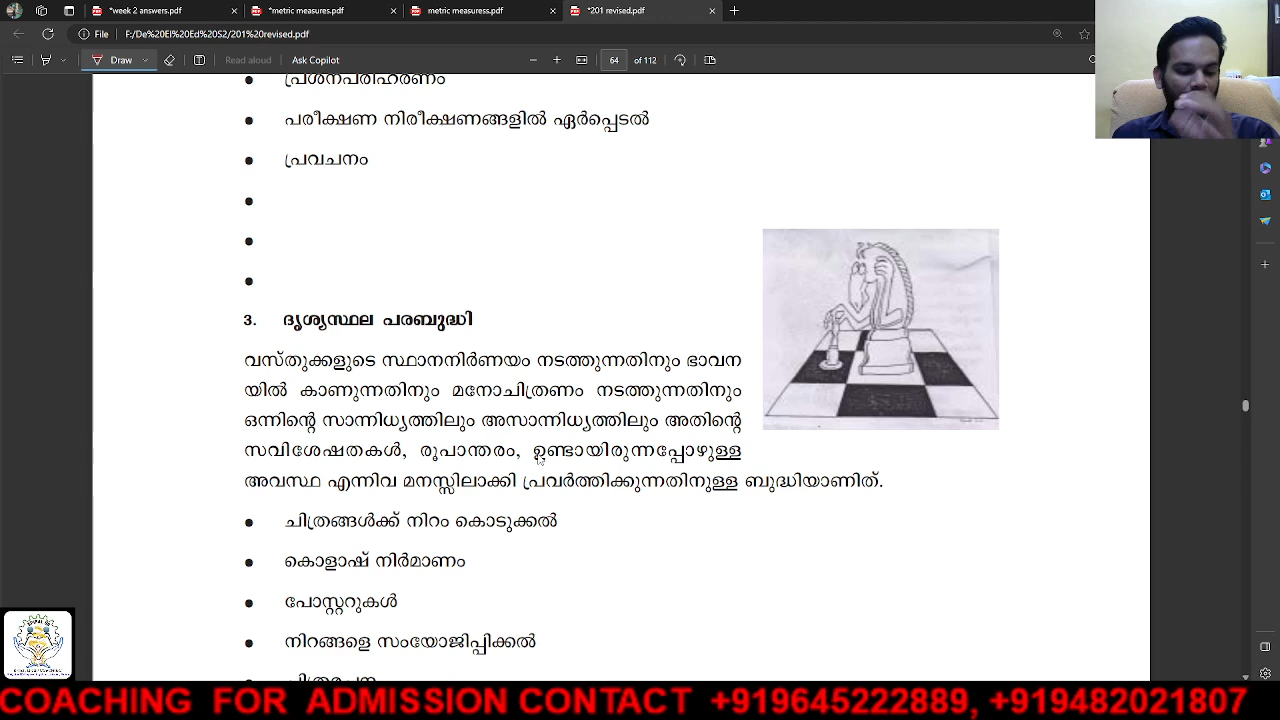 *week 2 answers.pdf
*metric measures.pdf
metric measuress.pdf
*201 revised.pdf
File F:/De%20El%20Ed%20S2/201%20revised.pdf
Draw Read aloud Ask Copilot 64 of 112
പ്രശ്നപരിഹരണം
പരീക്ഷണ നിരീക്ഷണങ്ങളിൽ ഏർപ്പെടൽ
പ്രവചനം
3. ദൃശ്യസ്ഥല പരബുദ്ധി
വസ്തുക്കളുടെ സ്ഥാനനിർണയം നടത്തുന്നതിനും ഭാവന
യിൽ കാണുന്നതിനും മനോചിത്രണം നടത്തുന്നതിനും
ഒന്നിന്റെ സാന്നിധ്യത്തിലും അസാന്നിധ്യത്തിലും അതിന്റെ
സവിശേഷതകൾ, രൂപാന്തരം, ഉണ്ടായിരുന്നപ്പോഴുള്ള
അവസ്ഥ എന്നിവ മനസ്സിലാക്കി പ്രവർത്തിക്കുന്നതിനുള്ള ബുദ്ധിയാണിത്.
ചിത്രങ്ങൾക്ക് നിറം കൊടുക്കൽ
കൊളാഷ് നിർമാണം
പോസ്റ്ററുകൾ
നിറങ്ങളെ സംയോജിപ്പിക്കൽ
COACHING FOR ADMISSION CONTACT +919645222889, +919482021807